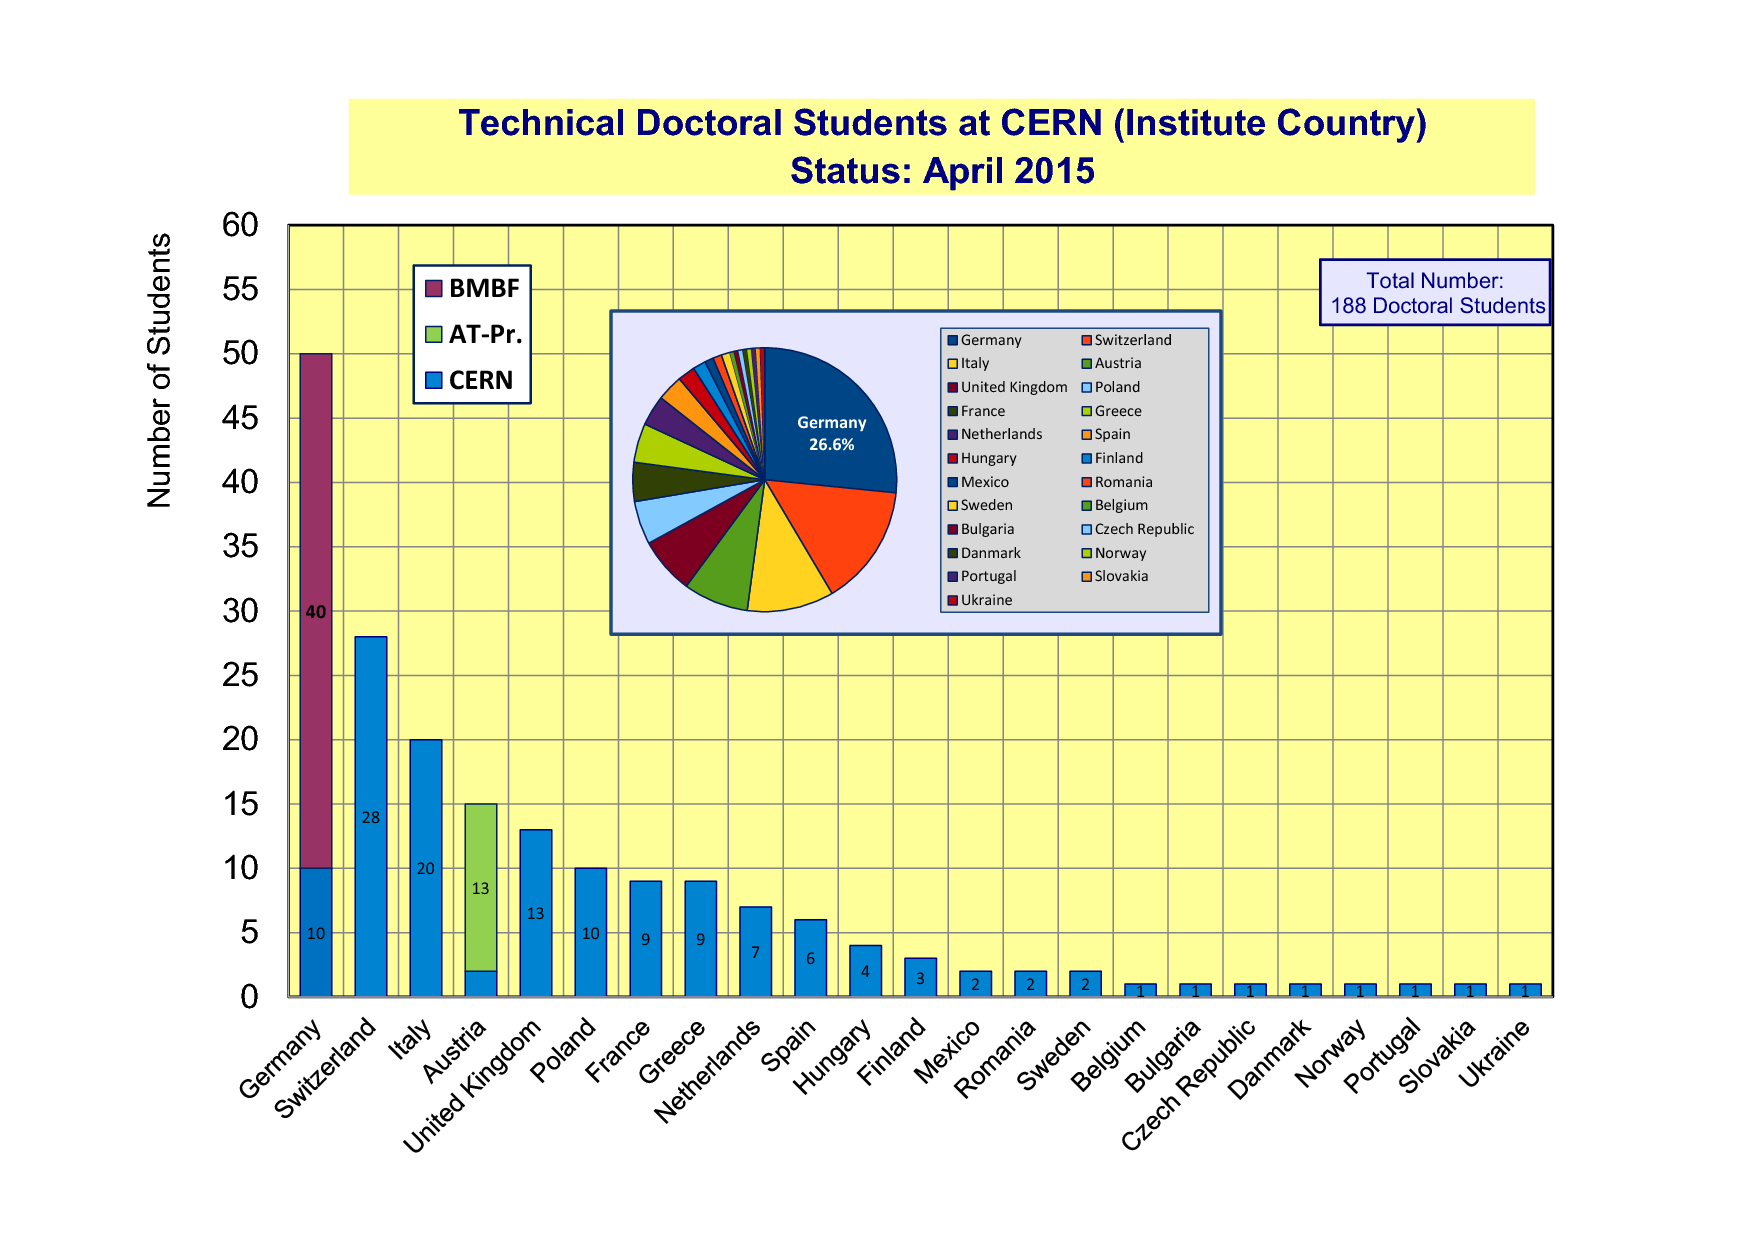 Technical Doctoral Students at CERN (Institute Country)
Status: April 2015
Number of Students
60
55
50
45
40
35
30
25
20
15
10
5
0
BMBF
AT-Pr.
CERN
Total Number:
188 Doctoral Students
Germany
26.6%
Germany Switzerland
Italy Austria
United Kingdom Poland
France Greece
Netherlands Spain
Hungary Finland
Mexico Romania
Sweden Belgium
Bulgaria Czech Republic
Danmark Norway
Portugal Slovakia
Ukraine
40
10
28
20
13
13
10
9
9
7
6
4
3
2
2
2
1
1
1
1
1
1
1
1
Germany
Switzerland
Italy
Austria
United Kingdom
Poland
France
Greece
Netherlands
Spain
Hungary
Finland
Mexico
Romania
Sweden
Belgium
Bulgaria
Czech Republic
Danmark
Norway
Portugal
Slovakia
Ukraine